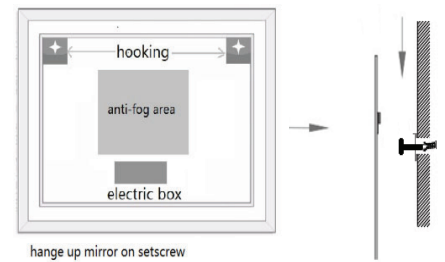 hooking
anti-fog area
electric box
hange up mirror on setscrew